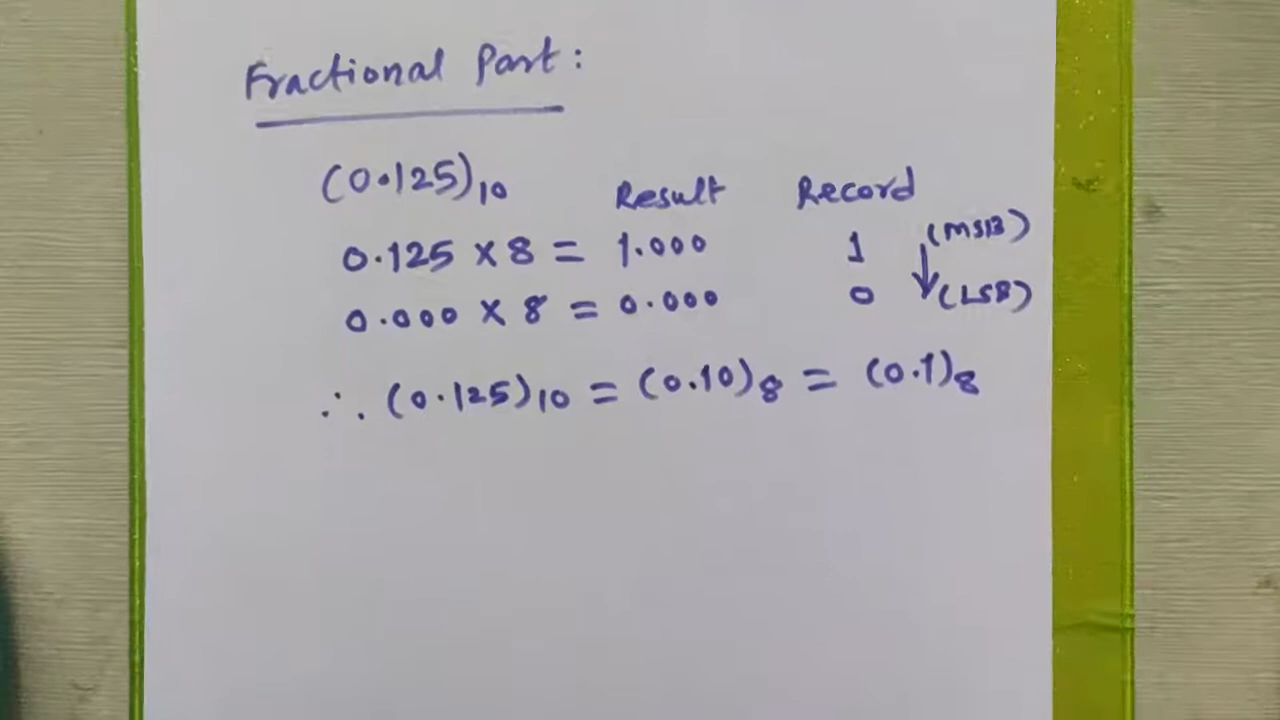 Fractional Part:
(0.125)10 Result Record
0.125 × 8 = 1.000 1 (MSB)
0.000 × 8 = 0.000 0 ↓(LSB)
∴ (0.125)10 = (0.10)8 = (0.1)8